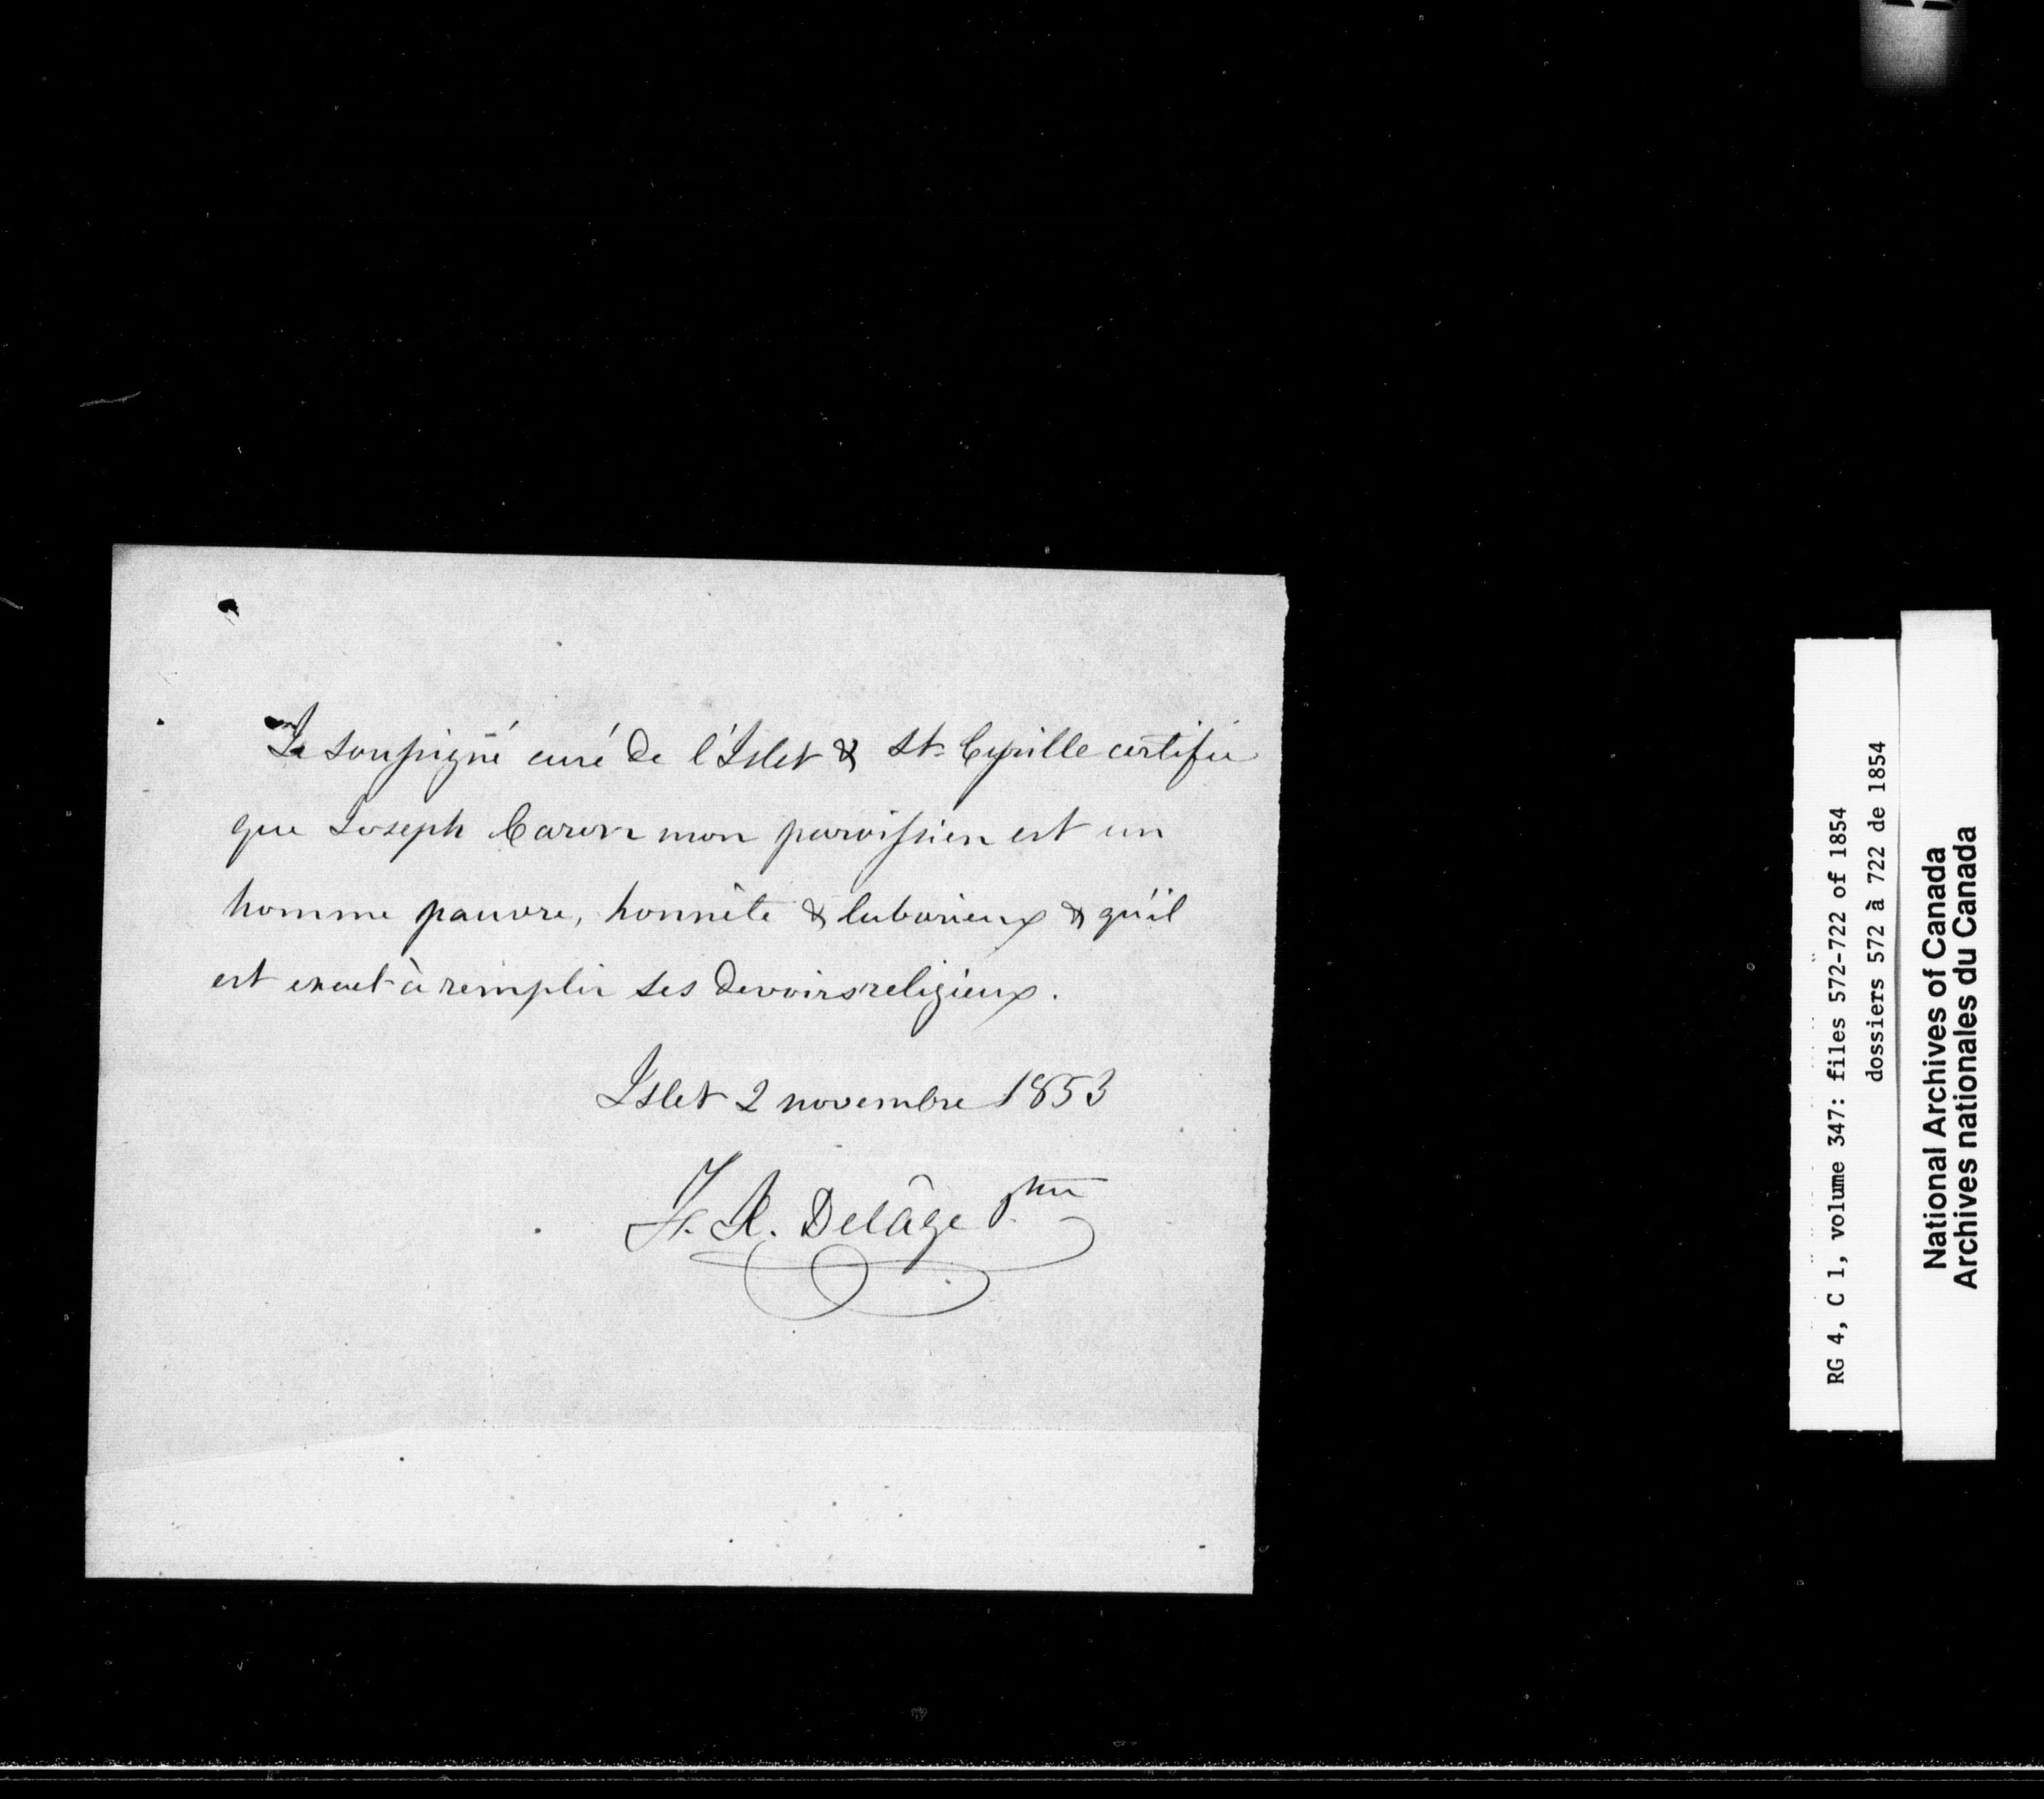 Le soussigné curé de l'Islet & St. Cyrille certifie
que Joseph Caron mon paroissien est un
homme pauvre, honnête & laborieux & qu'il
est exact à remplir ses devoirs religieux.
Islet 2 novembre 1853
F. X. Delâge ptre
RG 4, C 1, volume 347: files 572-722 of 1854
dossiers 572 à 722 de 1854
National Archives of Canada
Archives nationales du Canada